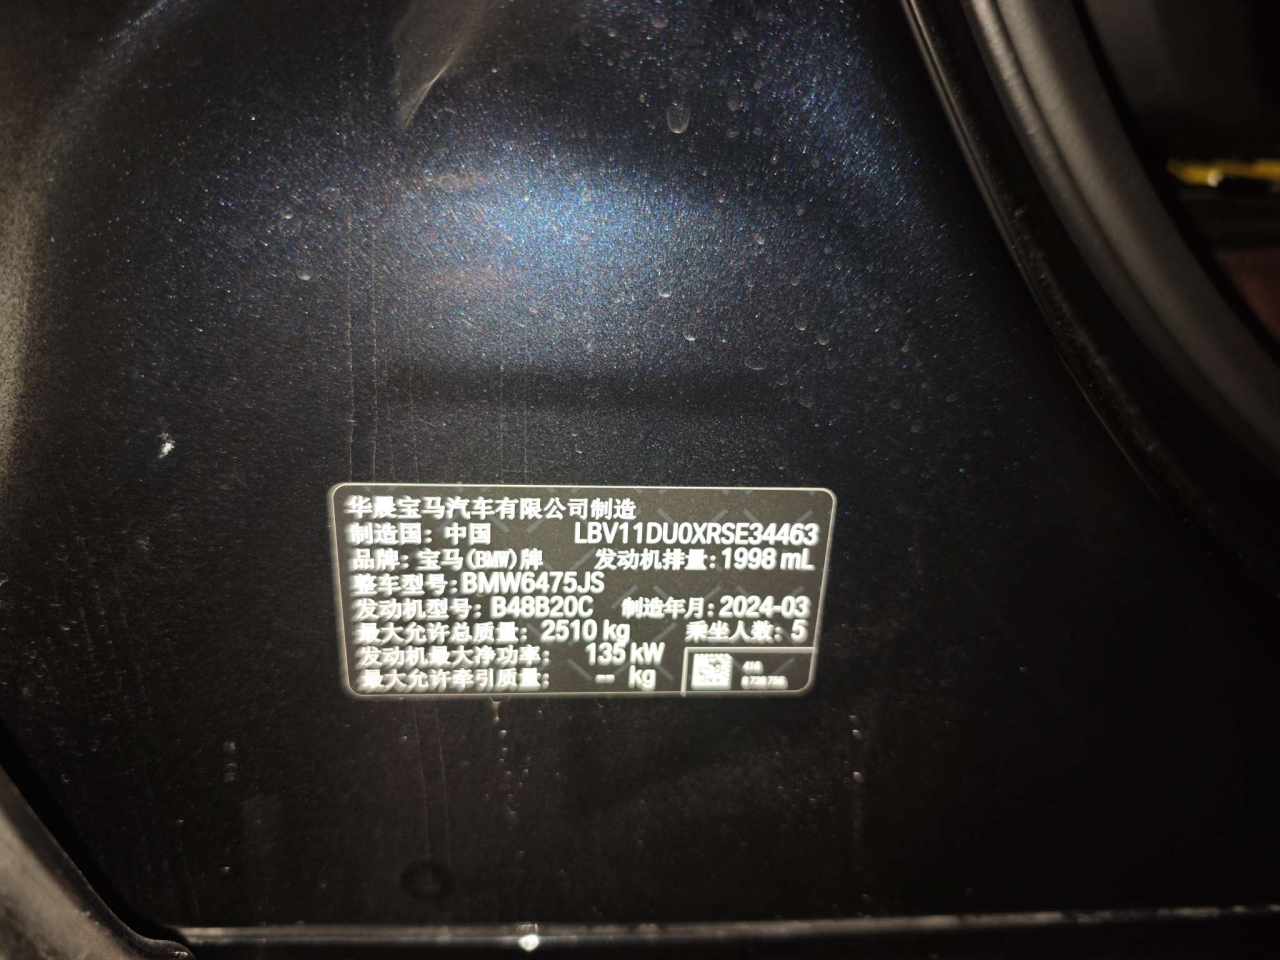 华晨宝马汽车有限公司制造
制造国: 中国 LBV11DU0XRSE34463
品牌: 宝马(BMW)牌 发动机排量: 1998 mL
整车型号: BMW6475JS
发动机型号: B48B20C 制造年月: 2024-03
最大允许总质量: 2510 kg 乘坐人数: 5
发动机最大净功率: 135 kW
最大允许牵引质量: -- kg